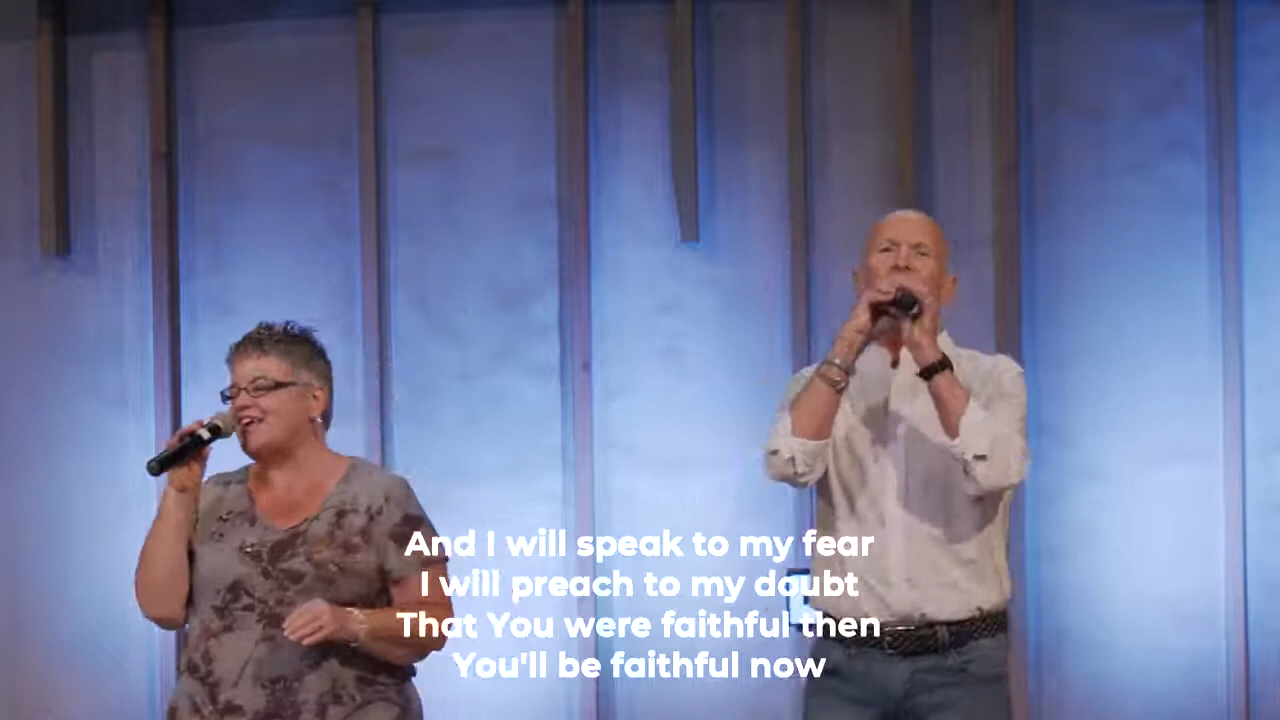 And I will speak to my fear
I will preach to my doubt
That You were faithful then
You'll be faithful now